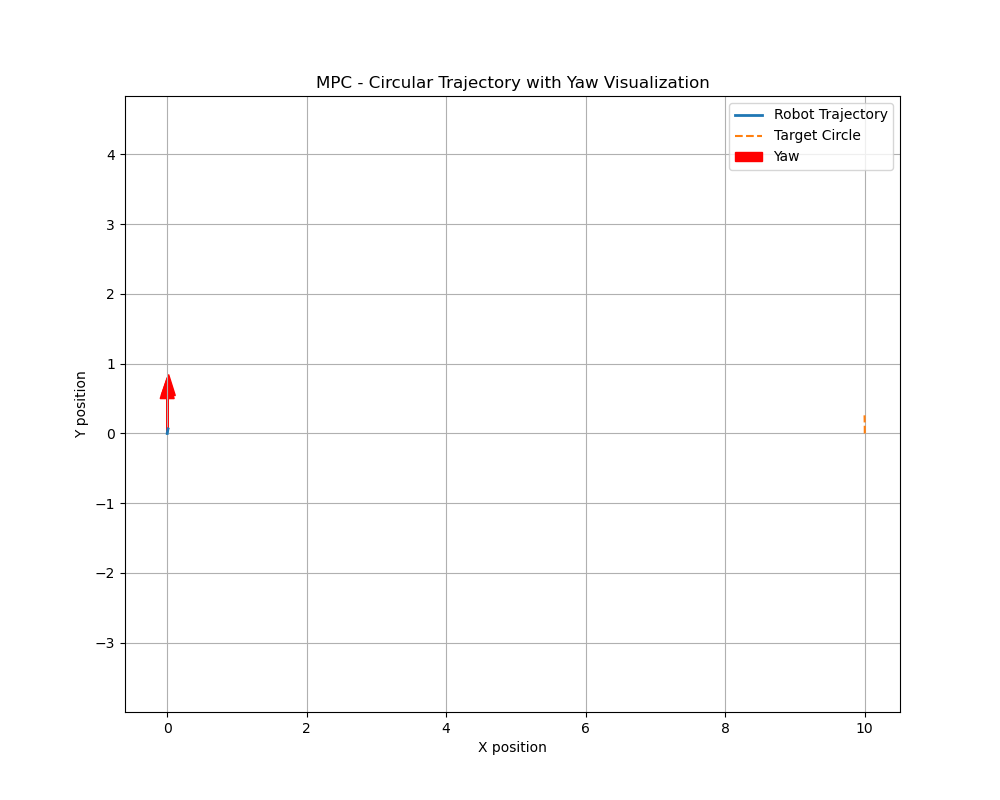 MPC - Circular Trajectory with Yaw Visualization
Robot Trajectory
Target Circle
Yaw
4
3
2
1
0
−1
−2
−3
Y position
0 2 4 6 8 10
X position